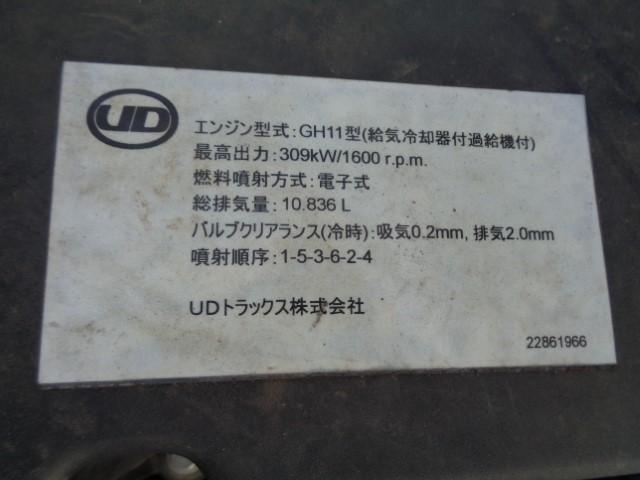 UD
エンジン型式:GH11型(給気冷却器付過給機付)
最高出力:309kW/1600 r.p.m.
燃料噴射方式:電子式
総排気量:10.836 L
バルブクリアランス(冷時):吸気0.2mm, 排気2.0mm
噴射順序:1-5-3-6-2-4
UDトラックス株式会社
22861966